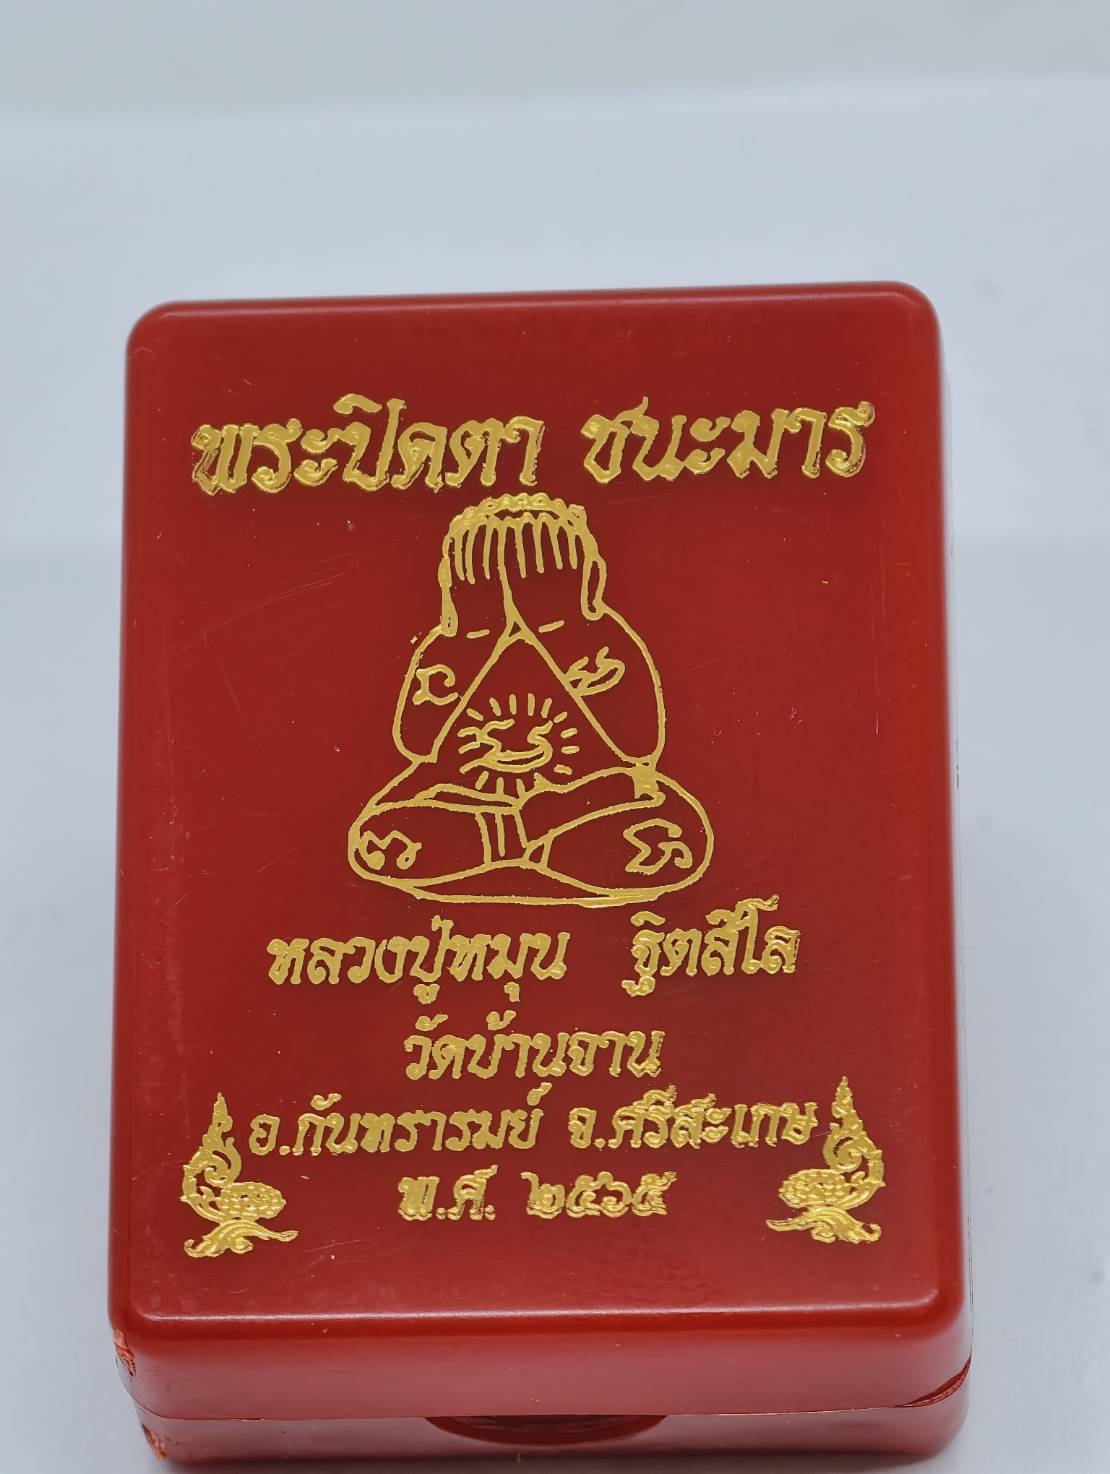 พระปิดตา ชนะมาร
หลวงปู่หมุน ฐิตสีโล
วัดบ้านจาน
อ.กันทรารมย์ จ.ศรีสะเกษ
พ.ศ. ๒๕๖๕